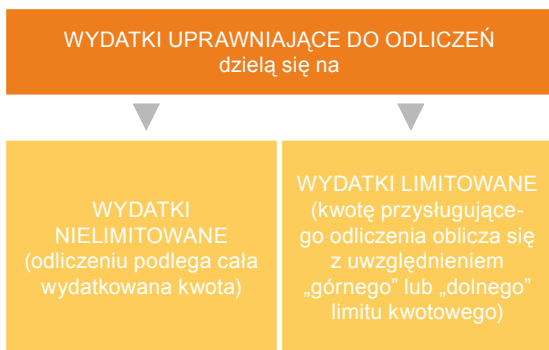 WYDATKI UPRAWNIAJĄCE DO ODLICZEŃ
dzielą się na
WYDATKI
NIELIMITOWANE
(odliczeniu podlega cała
wydatkowana kwota)
WYDATKI LIMITOWANE
(kwotę przysługujące-
go odliczenia oblicza się
z uwzględnieniem
„górnego” lub „dolnego”
limitu kwotowego)